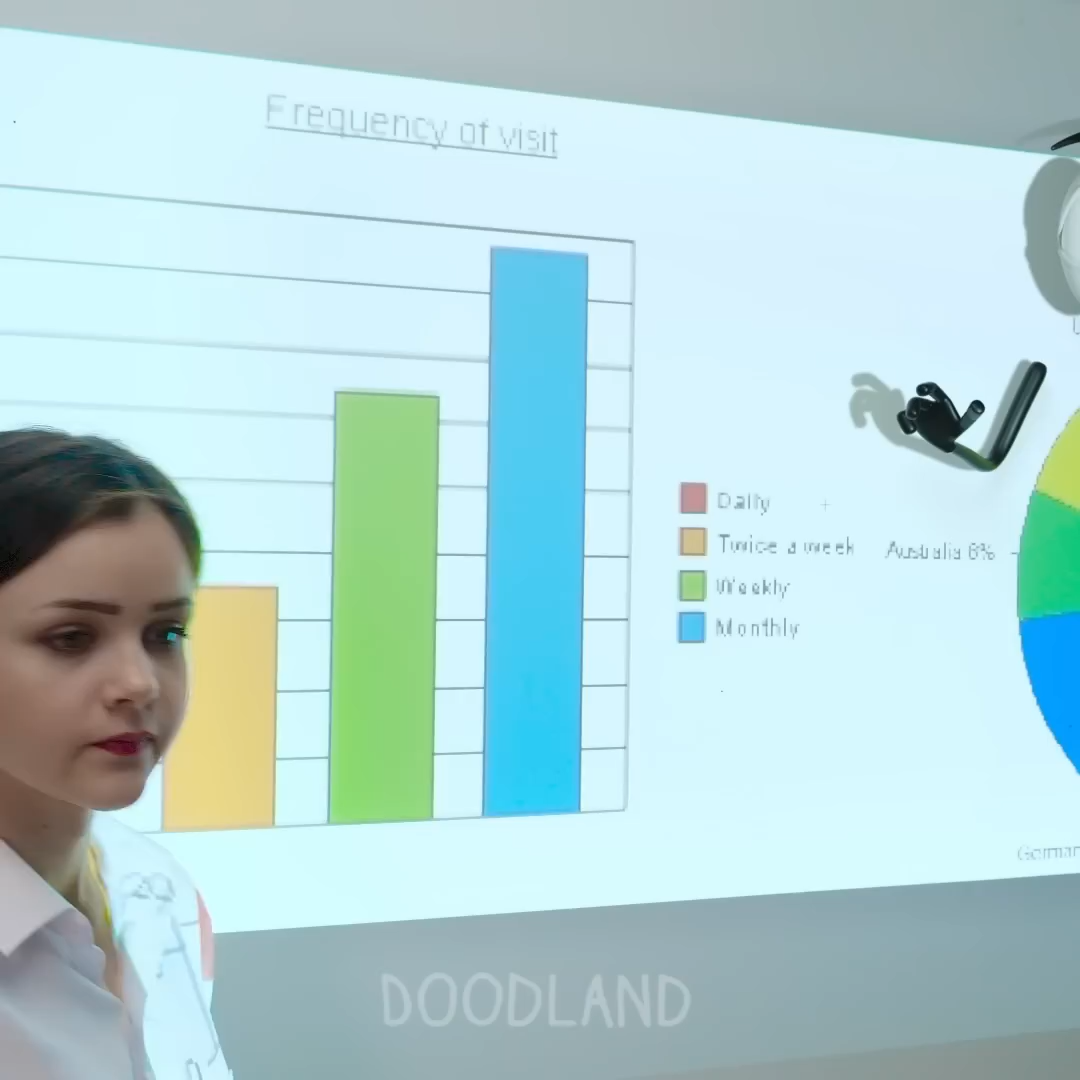 Frequency of visit
Daily
Twice a week
Weekly
Monthly
Australia 6%
DOODLAND